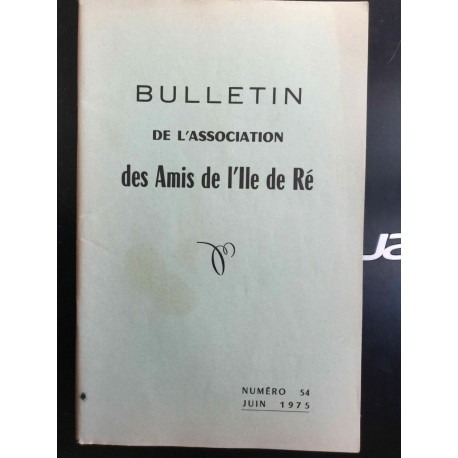 BULLETIN
DE L'ASSOCIATION
des Amis de l'Ile de Ré
NUMÉRO 54
JUIN 1975